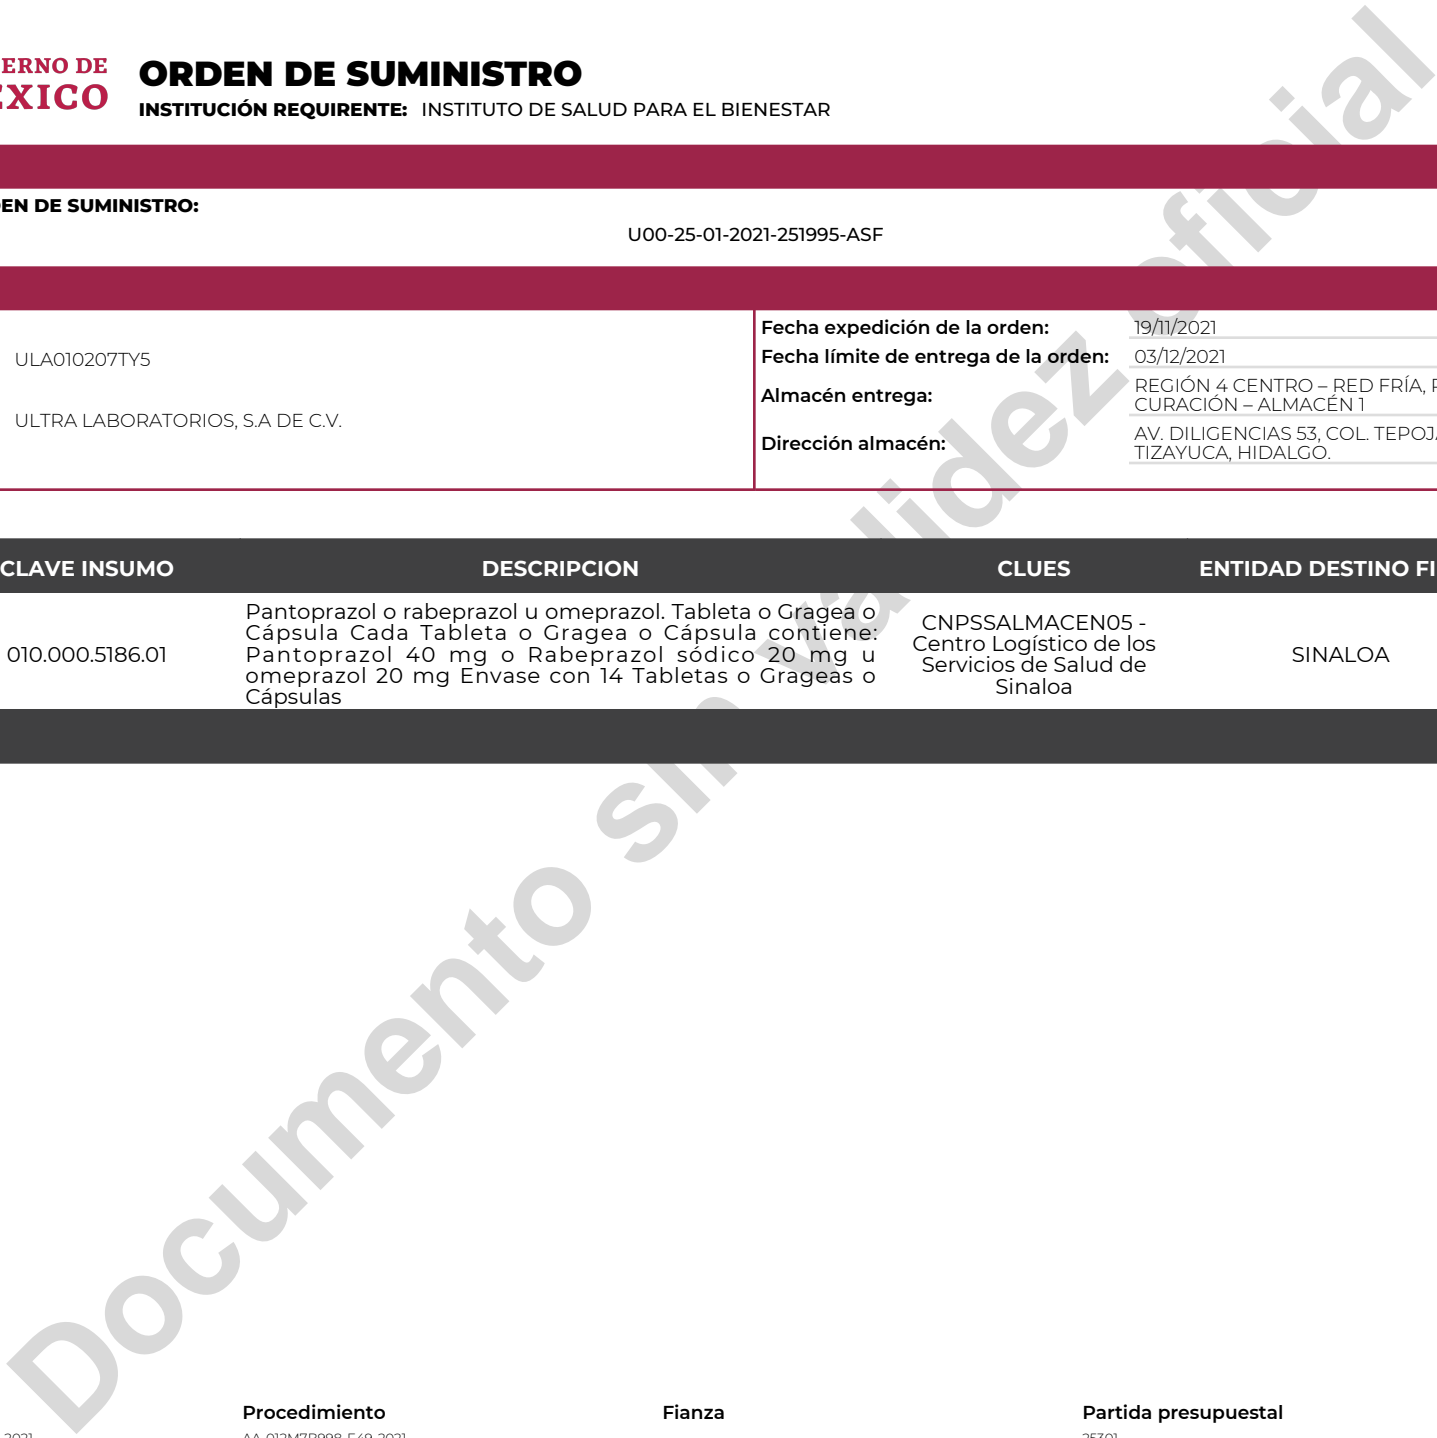 ORDEN DE SUMINISTRO
INSTITUCIÓN REQUIRENTE: INSTITUTO DE SALUD PARA EL BIENESTAR
ERNO DE
XICO
EN DE SUMINISTRO:
U00-25-01-2021-251995-ASF
ULA010207TY5
ULTRA LABORATORIOS, S.A DE C.V.
Fecha expedición de la orden: 19/11/2021
Fecha límite de entrega de la orden: 03/12/2021
Almacén entrega: REGIÓN 4 CENTRO – RED FRÍA,
CURACIÓN – ALMACÉN 1
Dirección almacén: AV. DILIGENCIAS 53, COL. TEPOJ
TIZAYUCA, HIDALGO.
CLAVE INSUMO DESCRIPCION CLUES ENTIDAD DESTINO FI
010.000.5186.01
Pantoprazol o rabeprazol u omeprazol. Tableta o Gragea o
Cápsula Cada Tableta o Gragea o Cápsula contiene:
Pantoprazol 40 mg o Rabeprazol sódico 20 mg u
omeprazol 20 mg Envase con 14 Tabletas o Grageas o
Cápsulas
CNPSSALMACEN05 -
Centro Logístico de los
Servicios de Salud de
Sinaloa
SINALOA
Documento sin validez oficial
Procedimiento Fianza Partida presupuestal